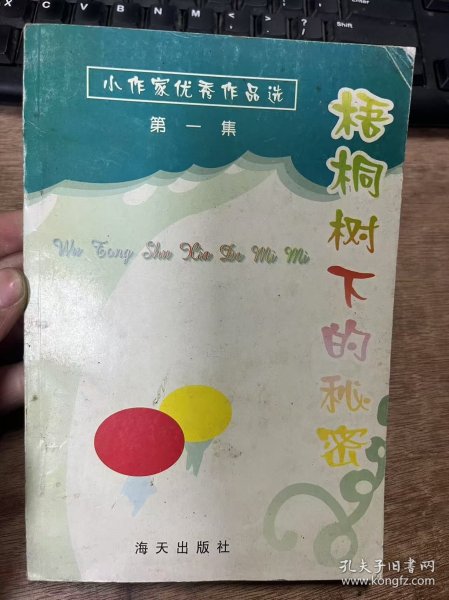 小作家优秀作品选
第一集
梧桐树下的秘密
Wu Tong Shu Xia De Mi Mi
海天出版社
孔夫子旧书网
www.kongfz.com
Shift